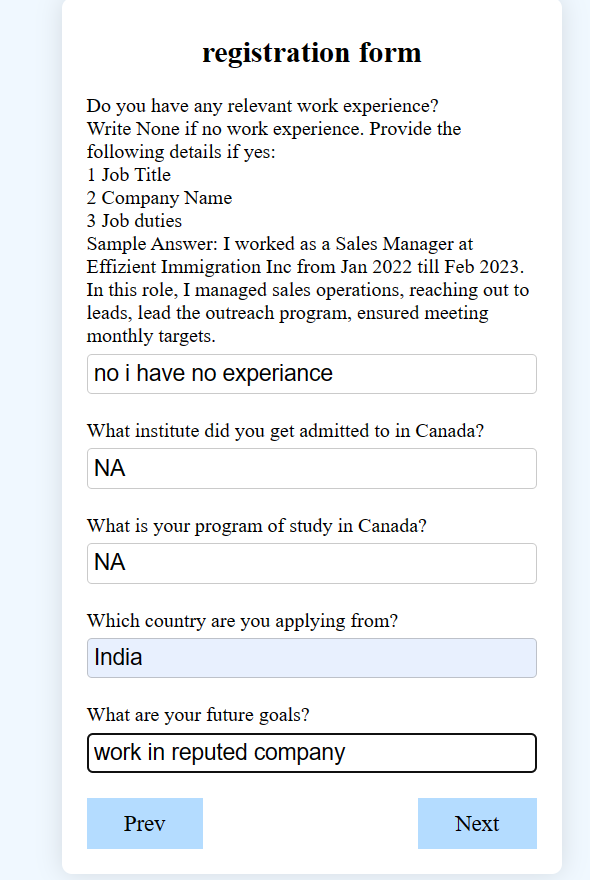 registration form
Do you have any relevant work experience?
Write None if no work experience. Provide the
following details if yes:
1 Job Title
2 Company Name
3 Job duties
Sample Answer: I worked as a Sales Manager at
Effizient Immigration Inc from Jan 2022 till Feb 2023.
In this role, I managed sales operations, reaching out to
leads, lead the outreach program, ensured meeting
monthly targets.
no i have no experiance
What institute did you get admitted to in Canada?
NA
What is your program of study in Canada?
NA
Which country are you applying from?
India
What are your future goals?
work in reputed company
Prev
Next